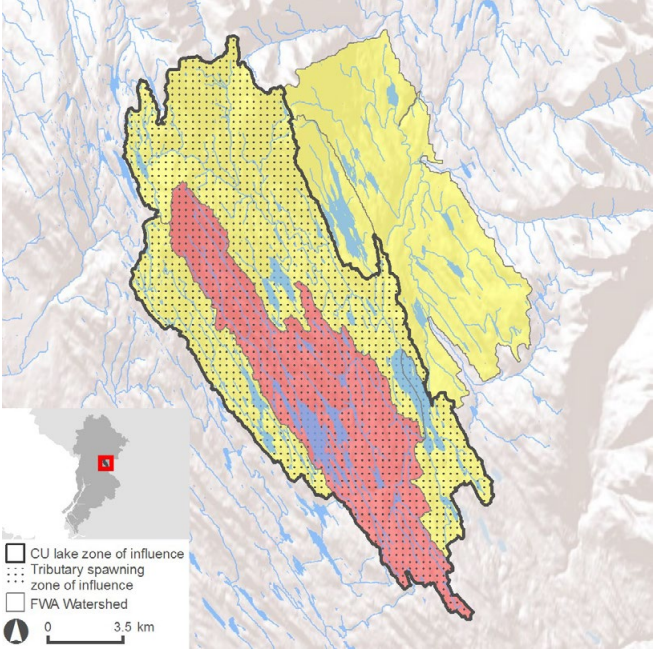 CU lake zone of influence
Tributary spawning
zone of influence
FWA Watershed
0 3.5 km